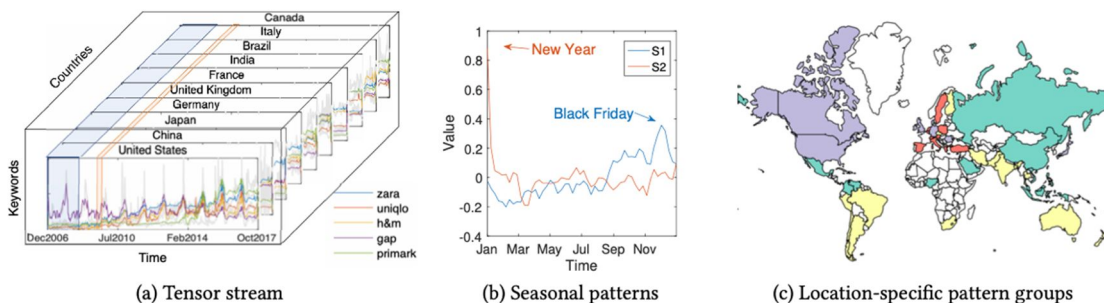 Canada
Italy
Brazil
India
France
United Kingdom
Germany
Japan
China
United States
Countries
Keywords
Dec2006 Jul2010 Feb2014 Oct2017
Time
zara
uniqlo
h&m
gap
primark
(a) Tensor stream
1
0.8
0.6
0.4
0.2
0
-0.2
-0.4
Value
New Year
Black Friday
S1
S2
Jan Mar May Jul Sep Nov
Time
(b) Seasonal patterns
(c) Location-specific pattern groups